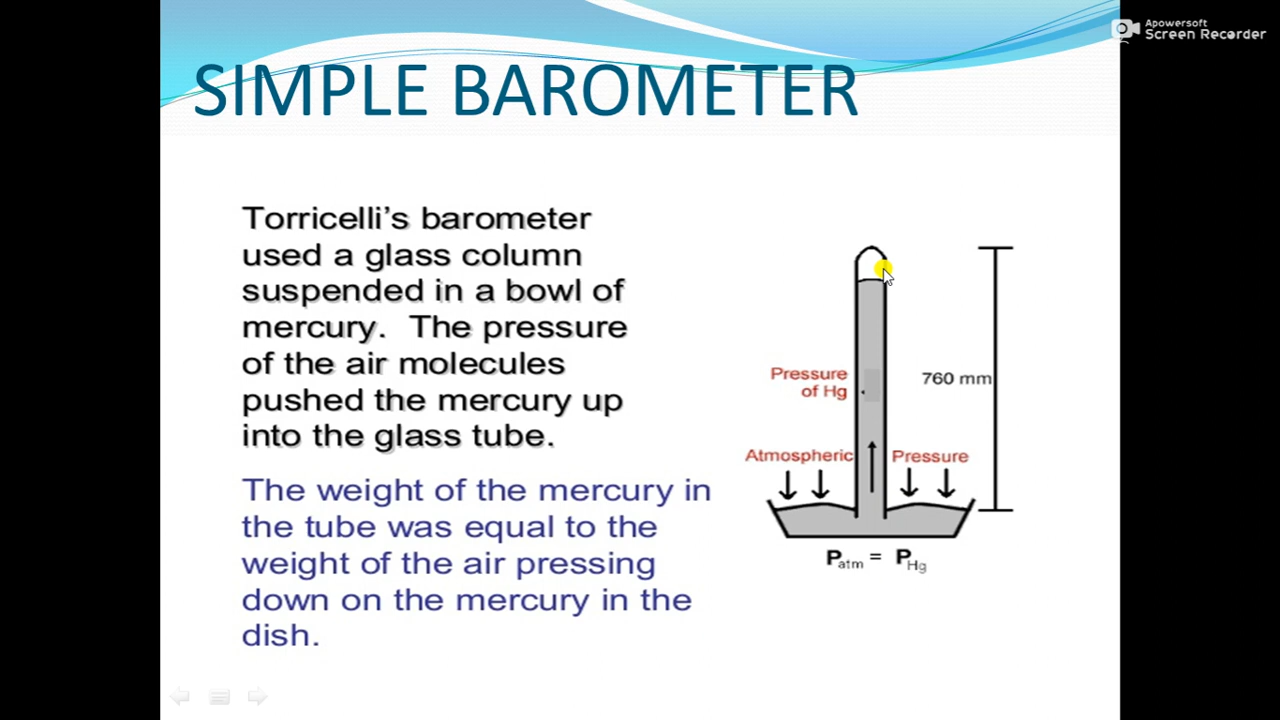 Apowersoft
Screen Recorder
SIMPLE BAROMETER
Torricelli's barometer
used a glass column
suspended in a bowl of
mercury. The pressure
of the air molecules
pushed the mercury up
into the glass tube.
The weight of the mercury in
the tube was equal to the
weight of the air pressing
down on the mercury in the
dish.
Pressure
of Hg
760 mm
Atmospheric Pressure
Patm = PHg